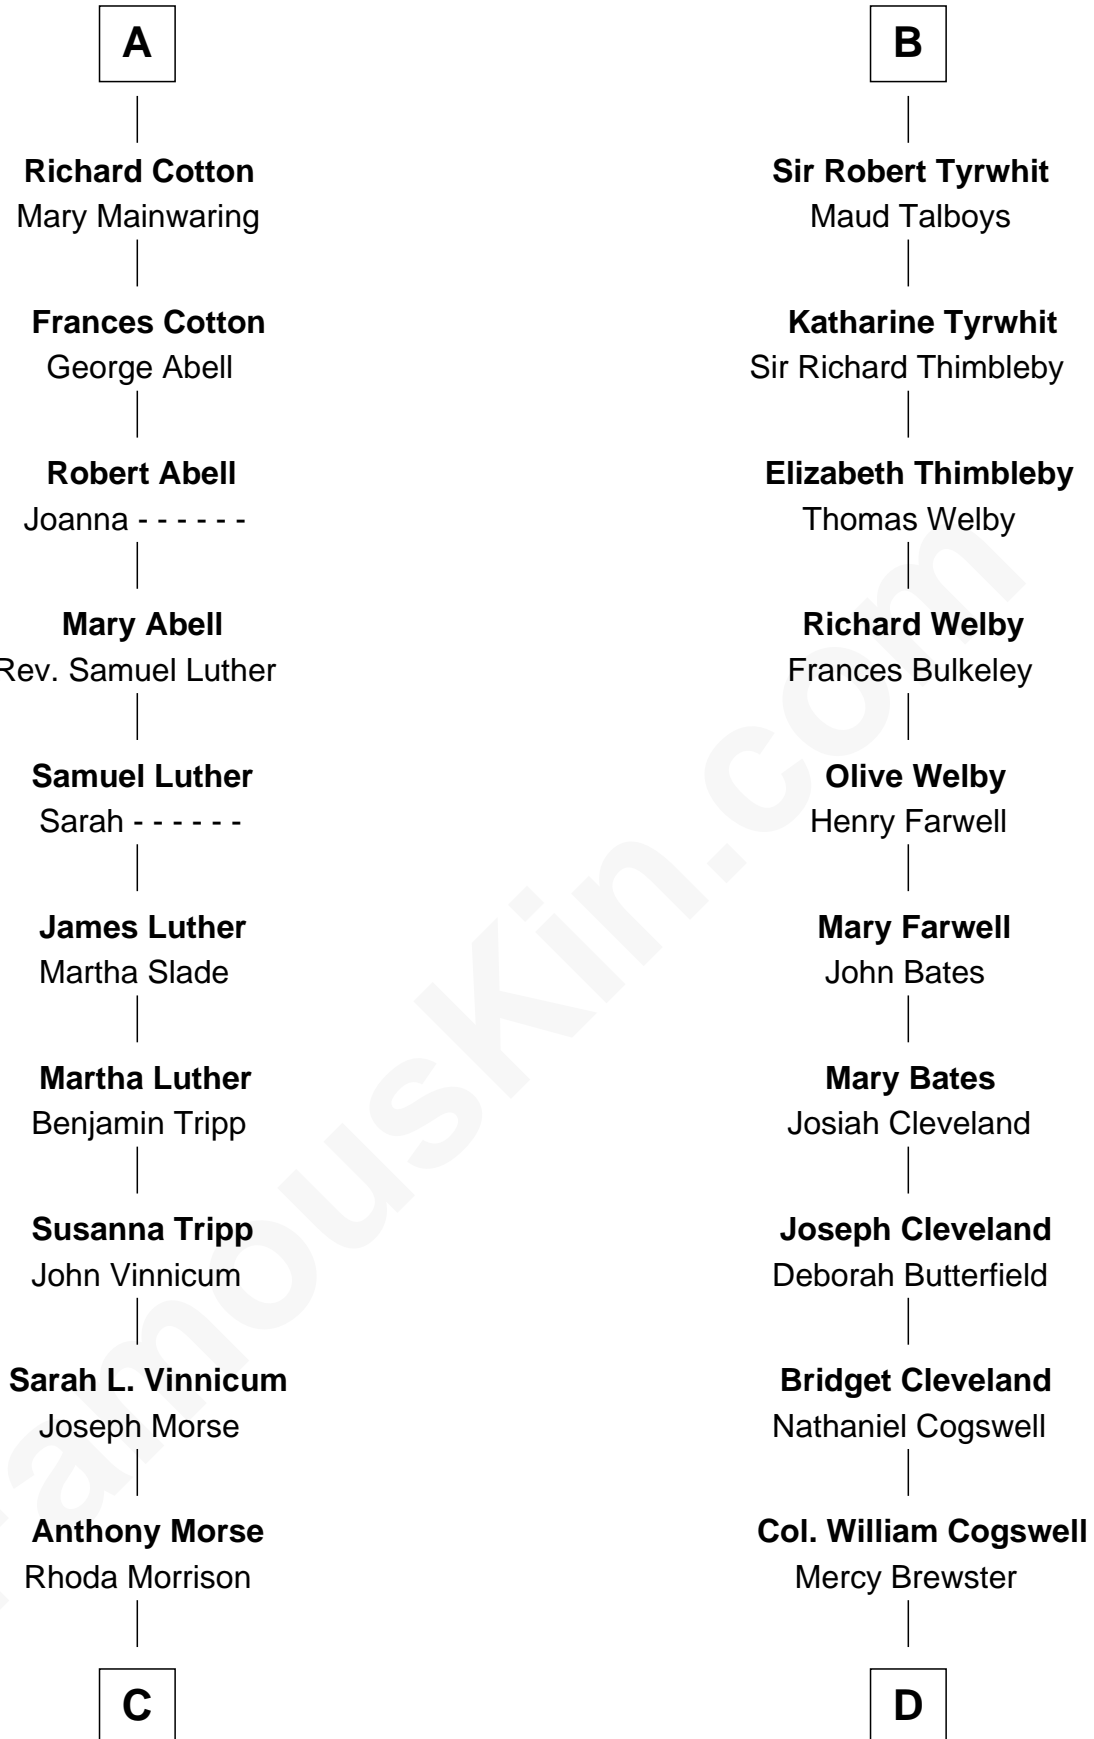 A
Richard Cotton
Mary Mainwaring
Frances Cotton
George Abell
Robert Abell
Joanna - - - - - -
Mary Abell
Rev. Samuel Luther
Samuel Luther
Sarah - - - - - -
James Luther
Martha Slade
Martha Luther
Benjamin Tripp
Susanna Tripp
John Vinnicum
Sarah L. Vinnicum
Joseph Morse
Anthony Morse
Rhoda Morrison
C
B
Sir Robert Tyrwhit
Maud Talboys
Katharine Tyrwhit
Sir Richard Thimbleby
Elizabeth Thimbleby
Thomas Welby
Richard Welby
Frances Bulkeley
Olive Welby
Henry Farwell
Mary Farwell
John Bates
Mary Bates
Josiah Cleveland
Joseph Cleveland
Deborah Butterfield
Bridget Cleveland
Nathaniel Cogswell
Col. William Cogswell
Mercy Brewster
D
FamousKin.com